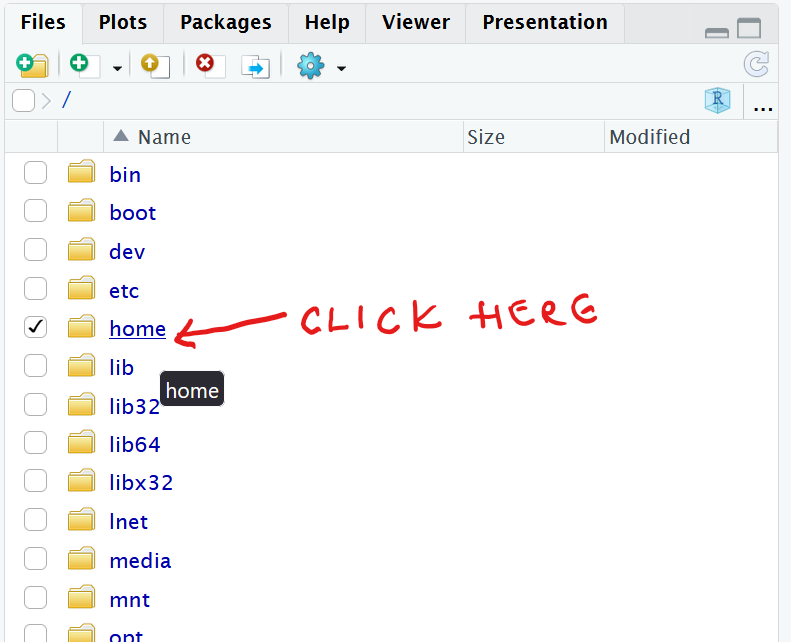 Files Plots Packages Help Viewer Presentation
/ R ...
Name Size Modified
bin
boot
dev
etc
home CLICK HERE
lib
home
lib32
lib64
libx32
lnet
media
mnt
opt